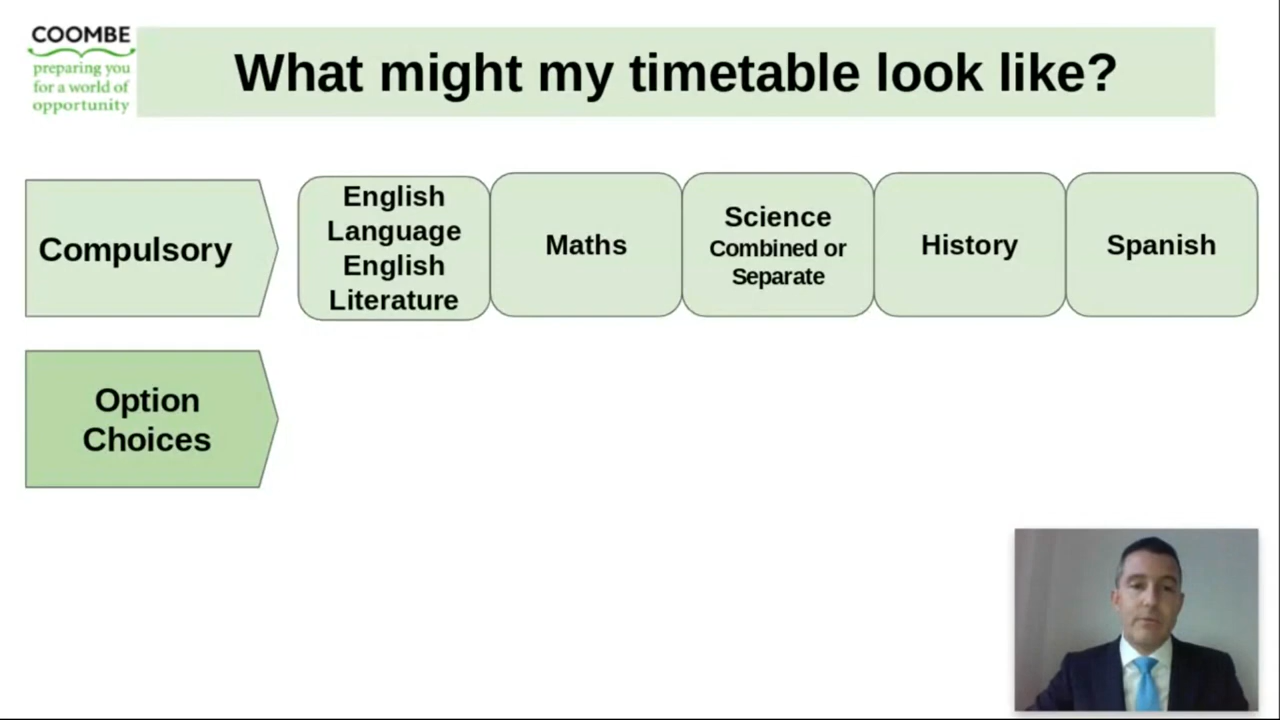 COOMBE
preparing you
for a world of
opportunity
What might my timetable look like?
Compulsory
English
Language
English
Literature
Maths
Science
Combined or
Separate
History
Spanish
Option
Choices